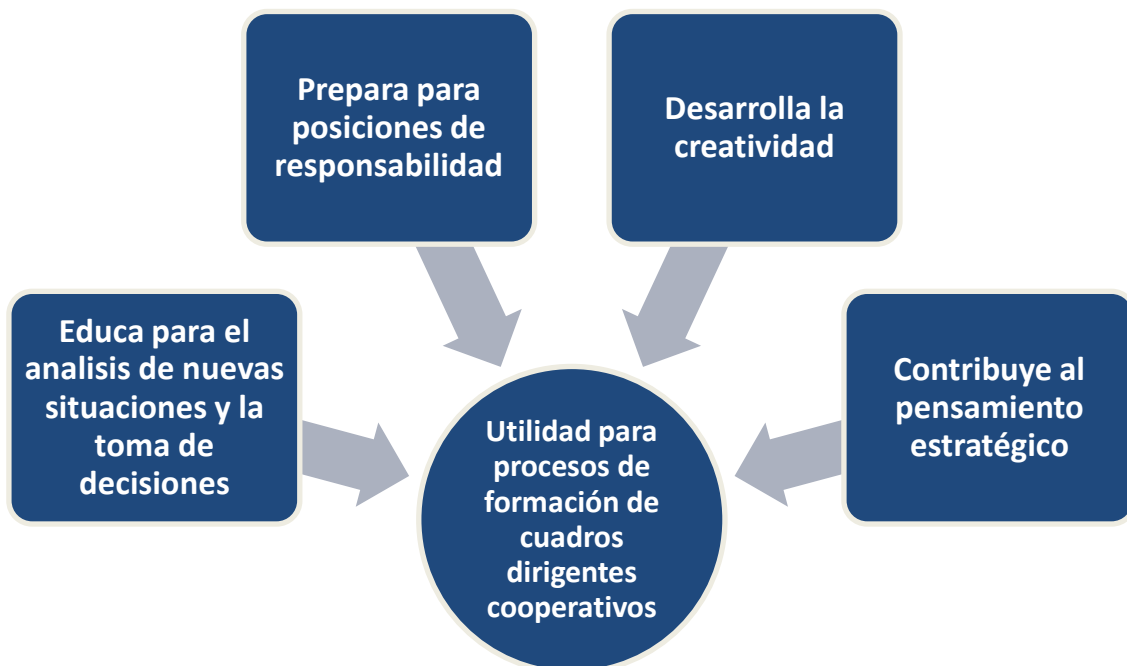 Prepara para
posiciones de
responsabilidad
Desarrolla la
creatividad
Educa para el
analisis de nuevas
situaciones y la
toma de
decisiones
Contribuye al
pensamiento
estratégico
Utilidad para
procesos de
formación de
cuadros
dirigentes
cooperativos